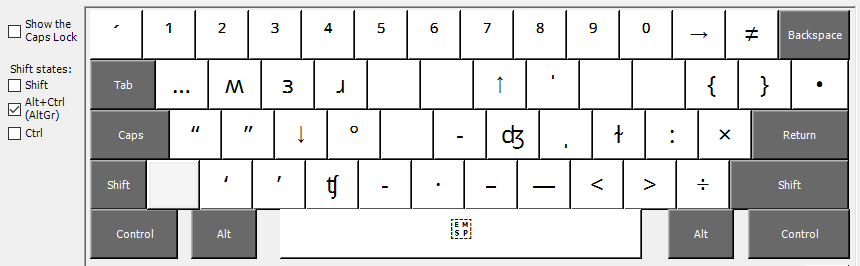 Show the
Caps Lock
Shift states:
Shift
Alt+Ctrl
(AltGr)
Ctrl
´ ¹ ² ³ ⁴ ⁵ ⁶ ⁷ ⁸ ⁹ ⁰ → ≠ Backspace
Tab … ʍ ɜ ɹ ↑ ˈ { } •
Caps “ ” ↓ ° - ʤ ˌ ɫ : ×
Return
Shift ‘ ’ ʧ - · – — < > ÷ Shift
Control Alt EM
SP Alt Control